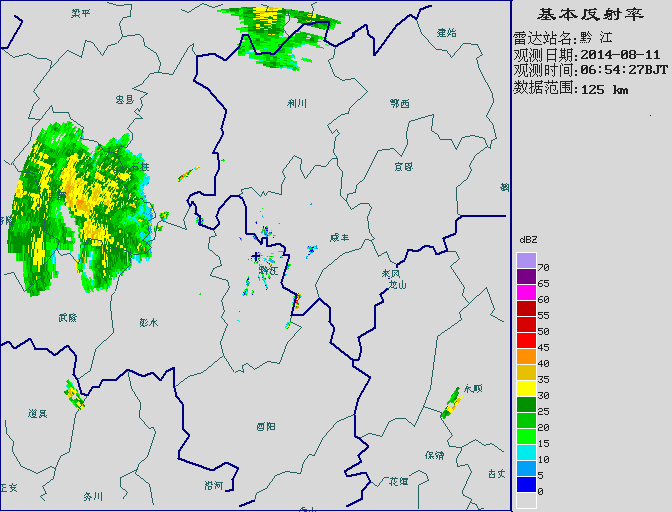 基本反射率
雷达站名:黔 江
观测日期:2014-08-11
观测时间:06:54:27BJT
数据范围:125 km
dBZ
70
65
60
55
50
45
40
35
30
25
20
15
10
5
0
梁平
建始
忠县
利川
鄂西
宣恩
咸丰
黔江
来凤
龙山
武隆
彭水
永顺
道真
酉阳
保靖
古丈
正安
务川
沿河
花垣